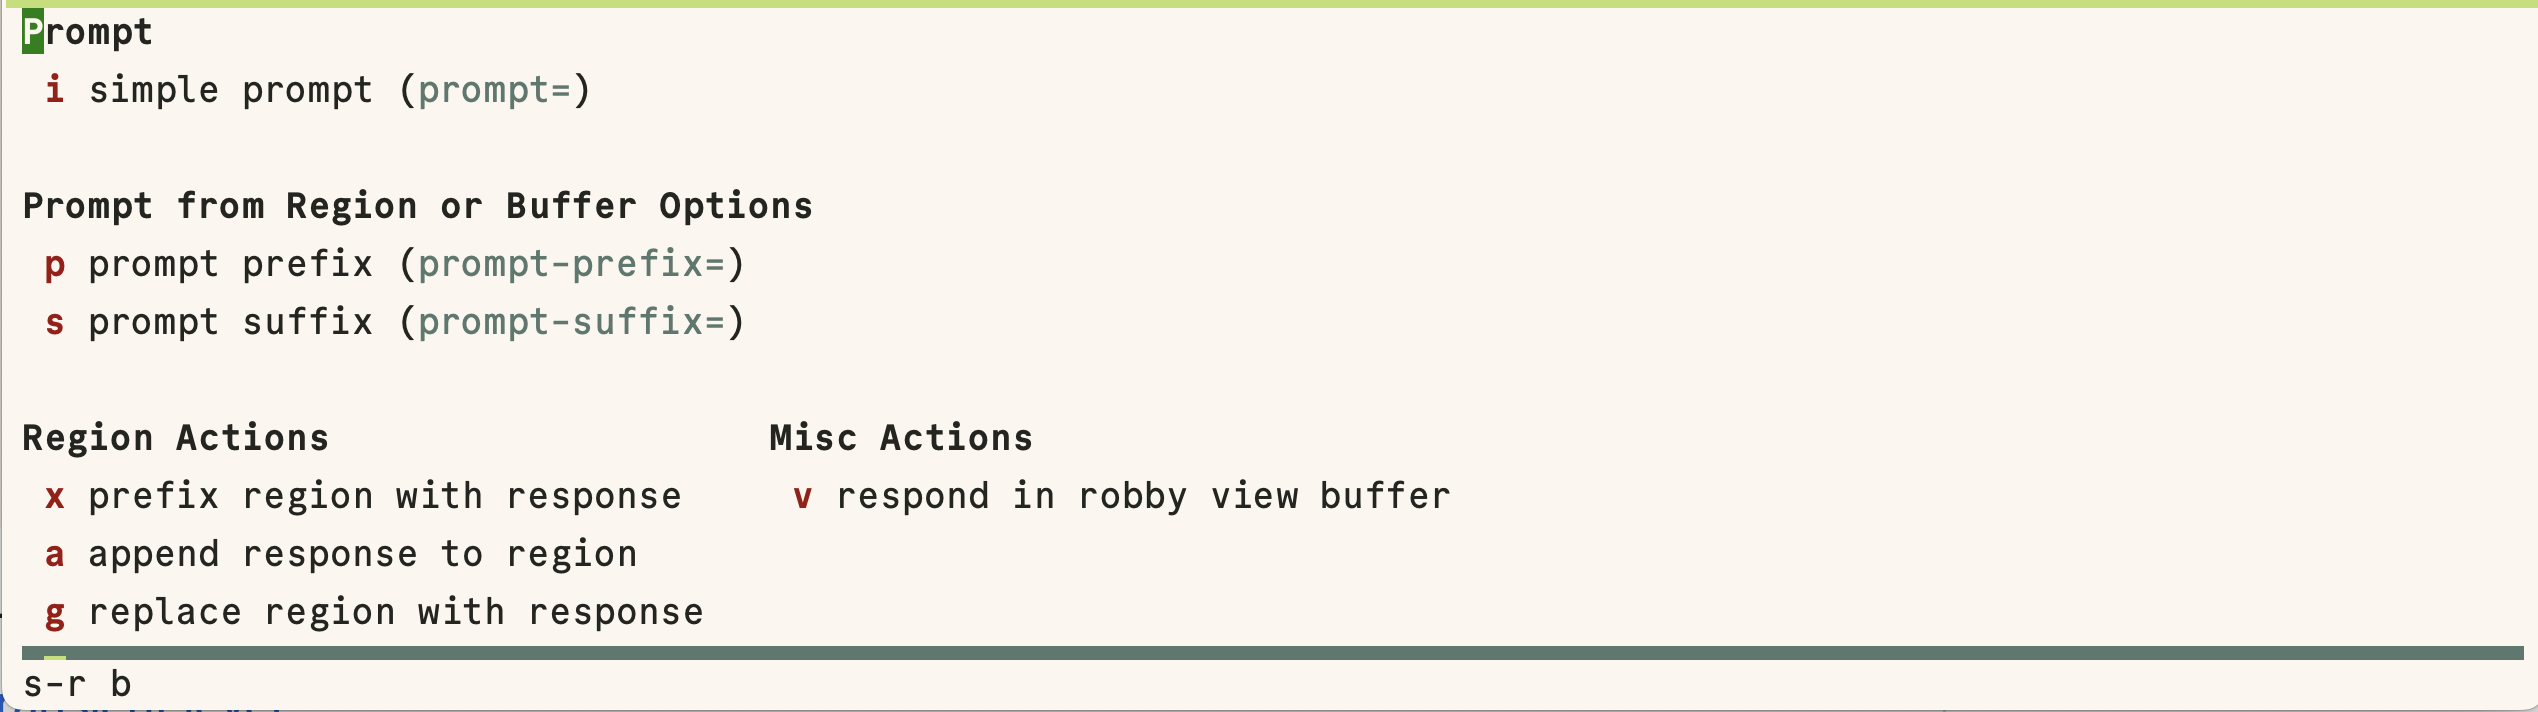 Prompt
i simple prompt (prompt=)
Prompt from Region or Buffer Options
p prompt prefix (prompt-prefix=)
s prompt suffix (prompt-suffix=)
Region Actions Misc Actions
x prefix region with response v respond in robby view buffer
a append response to region
g replace region with response
s-r b